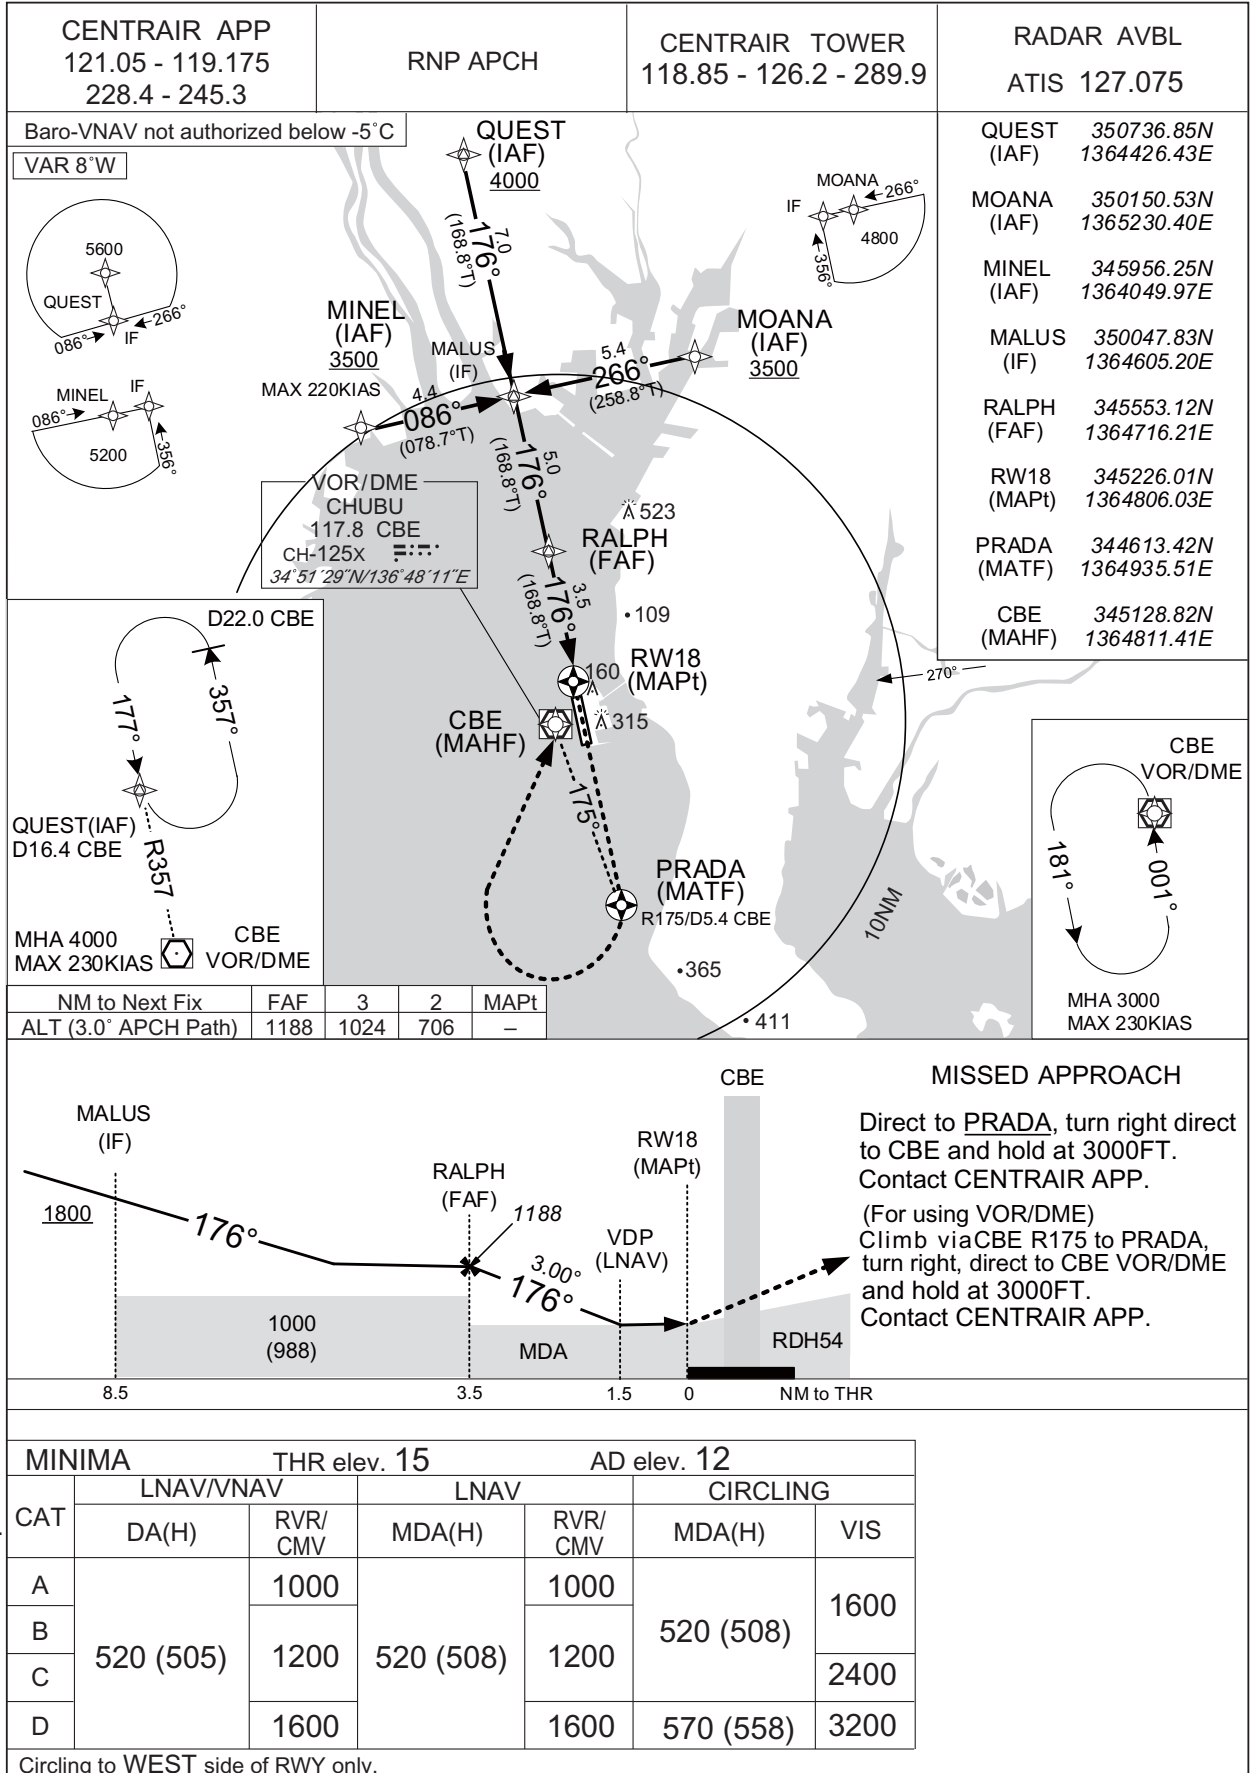 CENTRAIR APP
121.05 - 119.175
228.4 - 245.3
RNP APCH
CENTRAIR TOWER
118.85 - 126.2 - 289.9
RADAR AVBL
ATIS 127.075
Baro-VNAV not authorized below -5°C
VAR 8°W
5600
QUEST
086°
IF
266°
MINEL
IF
086°
356°
5200
QUEST
(IAF)
4000
7.0
176°
(168.8°T)
MINEL
(IAF)
3500
MAX 220KIAS
MALUS
(IF)
4.4
086°
(078.7°T)
5.4
266°
(258.8°T)
MOANA
(IAF)
3500
MOANA
IF
266°
356°
4800
5.0
176°
(168.8°T)
VOR/DME
CHUBU
117.8 CBE
CH-125X
34°51′29″N/136°48′11″E
523
RALPH
(FAF)
3.5
176°
(168.8°T)
109
RW18
(MAPt)
160
315
CBE
(MAHF)
175°
PRADA
(MATF)
R175/D5.4 CBE
365
411
10NM
270°
QUEST 350736.85N
(IAF) 1364426.43E
MOANA 350150.53N
(IAF) 1365230.40E
MINEL 345956.25N
(IAF) 1364049.97E
MALUS 350047.83N
(IF) 1364605.20E
RALPH 345553.12N
(FAF) 1364716.21E
RW18 345226.01N
(MAPt) 1364806.03E
PRADA 344613.42N
(MATF) 1364935.51E
CBE 345128.82N
(MAHF) 1364811.41E
D22.0 CBE
177°
357°
QUEST(IAF)
D16.4 CBE
R357
MHA 4000
MAX 230KIAS
CBE
VOR/DME
CBE
VOR/DME
181°
001°
MHA 3000
MAX 230KIAS
NM to Next Fix FAF 3 2 MAPt
ALT (3.0° APCH Path) 1188 1024 706 –
MALUS
(IF)
1800
176°
RALPH
(FAF)
1188
3.00°
176°
VDP
(LNAV)
RW18
(MAPt)
CBE
1000
(988)
MDA
RDH54
8.5 3.5 1.5 0 NM to THR
MISSED APPROACH
Direct to PRADA, turn right direct
to CBE and hold at 3000FT.
Contact CENTRAIR APP.
(For using VOR/DME)
Climb viaCBE R175 to PRADA,
turn right, direct to CBE VOR/DME
and hold at 3000FT.
Contact CENTRAIR APP.
MINIMA THR elev. 15 AD elev. 12
CAT LNAV/VNAV LNAV CIRCLING
DA(H) RVR/CMV MDA(H) RVR/CMV MDA(H) VIS
A 1000 1000
1600
B
520 (505) 1200 520 (508) 1200 520 (508)
C 2400
D 1600 1600 570 (558) 3200
Circling to WEST side of RWY only.